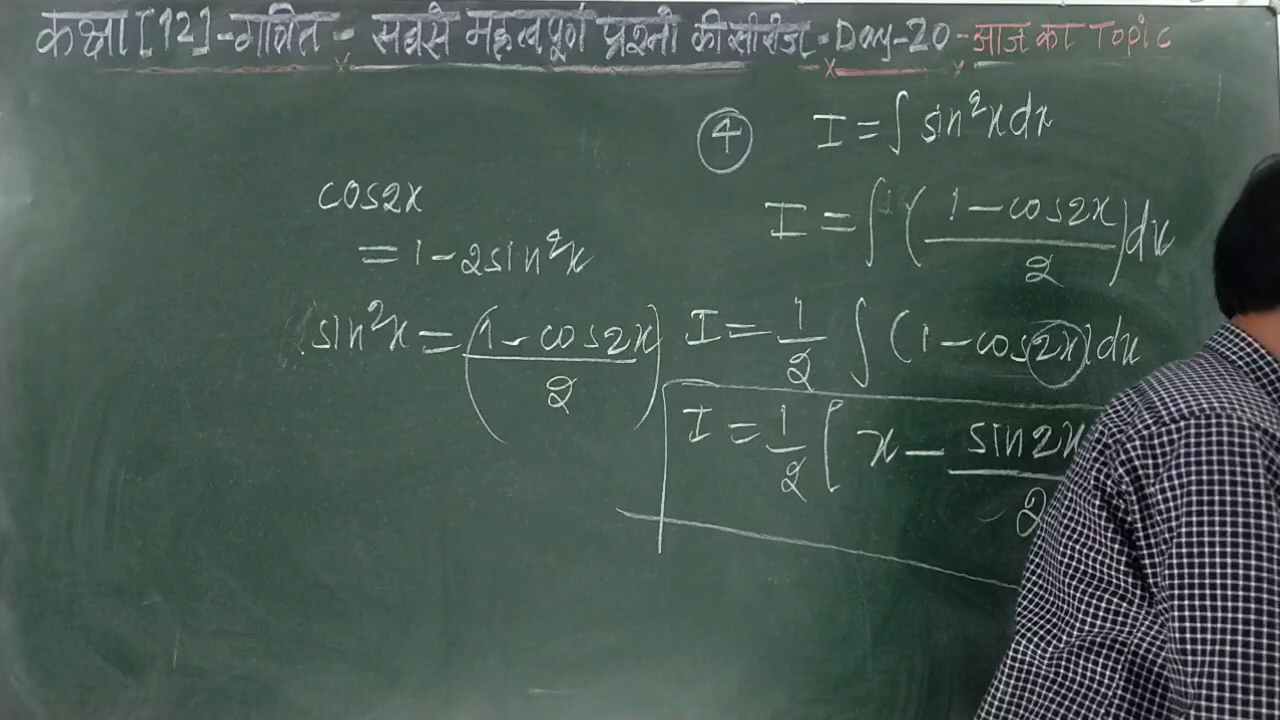 कक्षा [12]-गणित - सबसे महत्वपूर्ण प्रश्नो की सीरीज - Day-20 - आज का Topic
④ I = ∫ sin²x dx
cos2x
= 1 - 2sin²x
sin²x = (1 - cos2x / 2)
I = ∫ (1 - cos2x / 2) dx
I = 1/2 ∫ (1 - cos2x) dx
I = 1/2 [ x - sin2x / 2